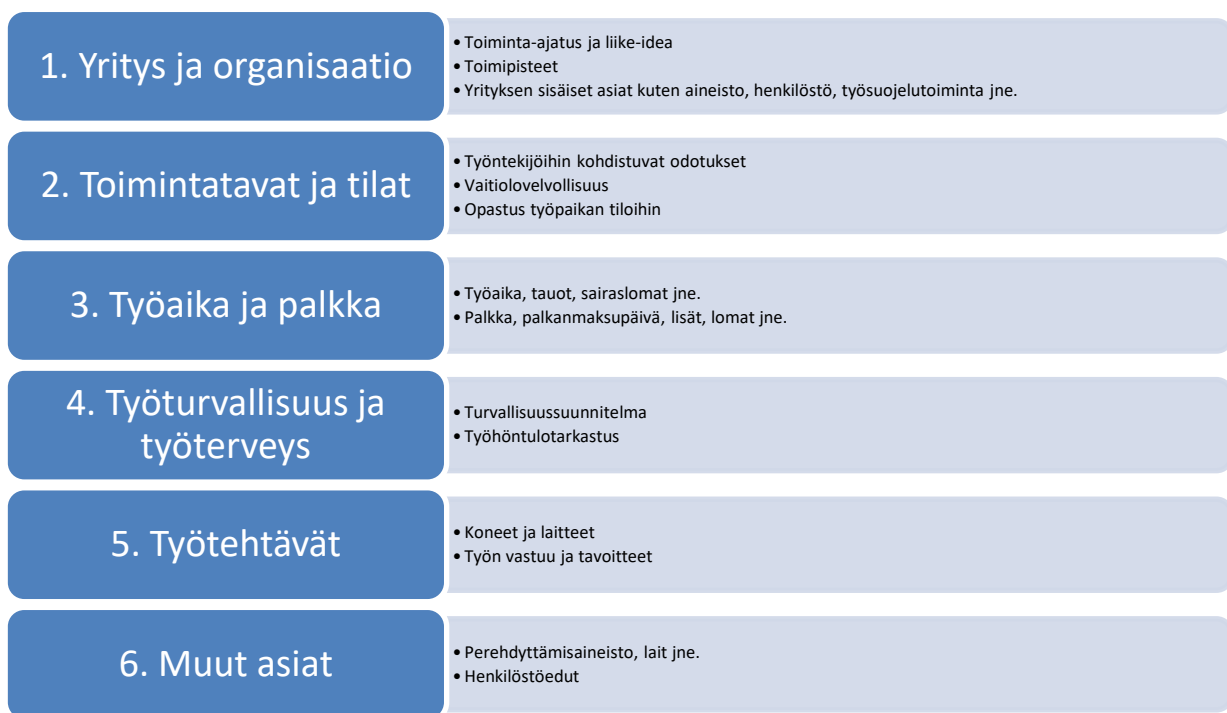 1. Yritys ja organisaatio
• Toiminta-ajatus ja liike-idea
• Toimipisteet
• Yrityksen sisäiset asiat kuten aineisto, henkilöstö, työsuojelutoiminta jne.
2. Toimintatavat ja tilat
• Työntekijöihin kohdistuvat odotukset
• Vaitiolovelvollisuus
• Opastus työpaikan tiloihin
3. Työaika ja palkka
• Työaika, tauot, sairaslomat jne.
• Palkka, palkanmaksupäivä, lisät, lomat jne.
4. Työturvallisuus ja
työterveys
• Turvallisuussuunnitelma
• Työhöntulotarkastus
5. Työtehtävät
• Koneet ja laitteet
• Työn vastuu ja tavoitteet
6. Muut asiat
• Perehdyttämisaineisto, lait jne.
• Henkilöstöedut